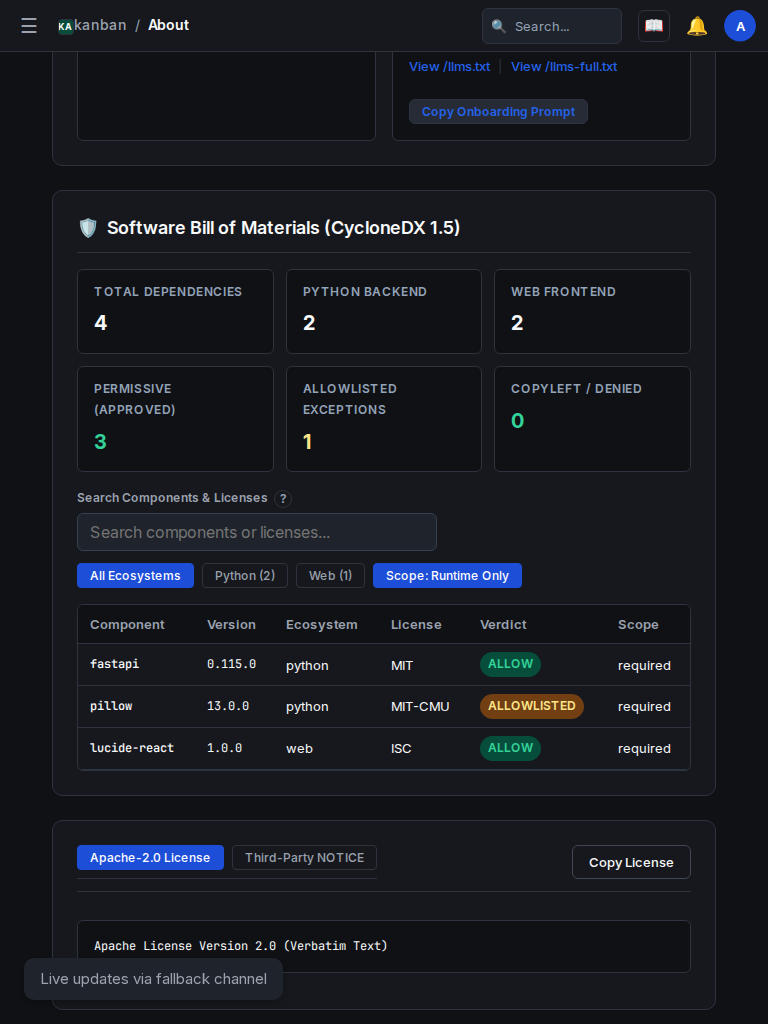 KA kanban / About
Search...
A
View /llms.txt | View /llms-full.txt
Copy Onboarding Prompt
Software Bill of Materials (CycloneDX 1.5)
TOTAL DEPENDENCIES
4
PYTHON BACKEND
2
WEB FRONTEND
2
PERMISSIVE
(APPROVED)
3
ALLOWLISTED
EXCEPTIONS
1
COPYLEFT / DENIED
0
Search Components & Licenses ?
Search components or licenses...
All Ecosystems Python (2) Web (1) Scope: Runtime Only
Component Version Ecosystem License Verdict Scope
fastapi 0.115.0 python MIT ALLOW required
pillow 13.0.0 python MIT-CMU ALLOWLISTED required
lucide-react 1.0.0 web ISC ALLOW required
Apache-2.0 License Third-Party NOTICE Copy License
Apache License Version 2.0 (Verbatim Text)
Live updates via fallback channel